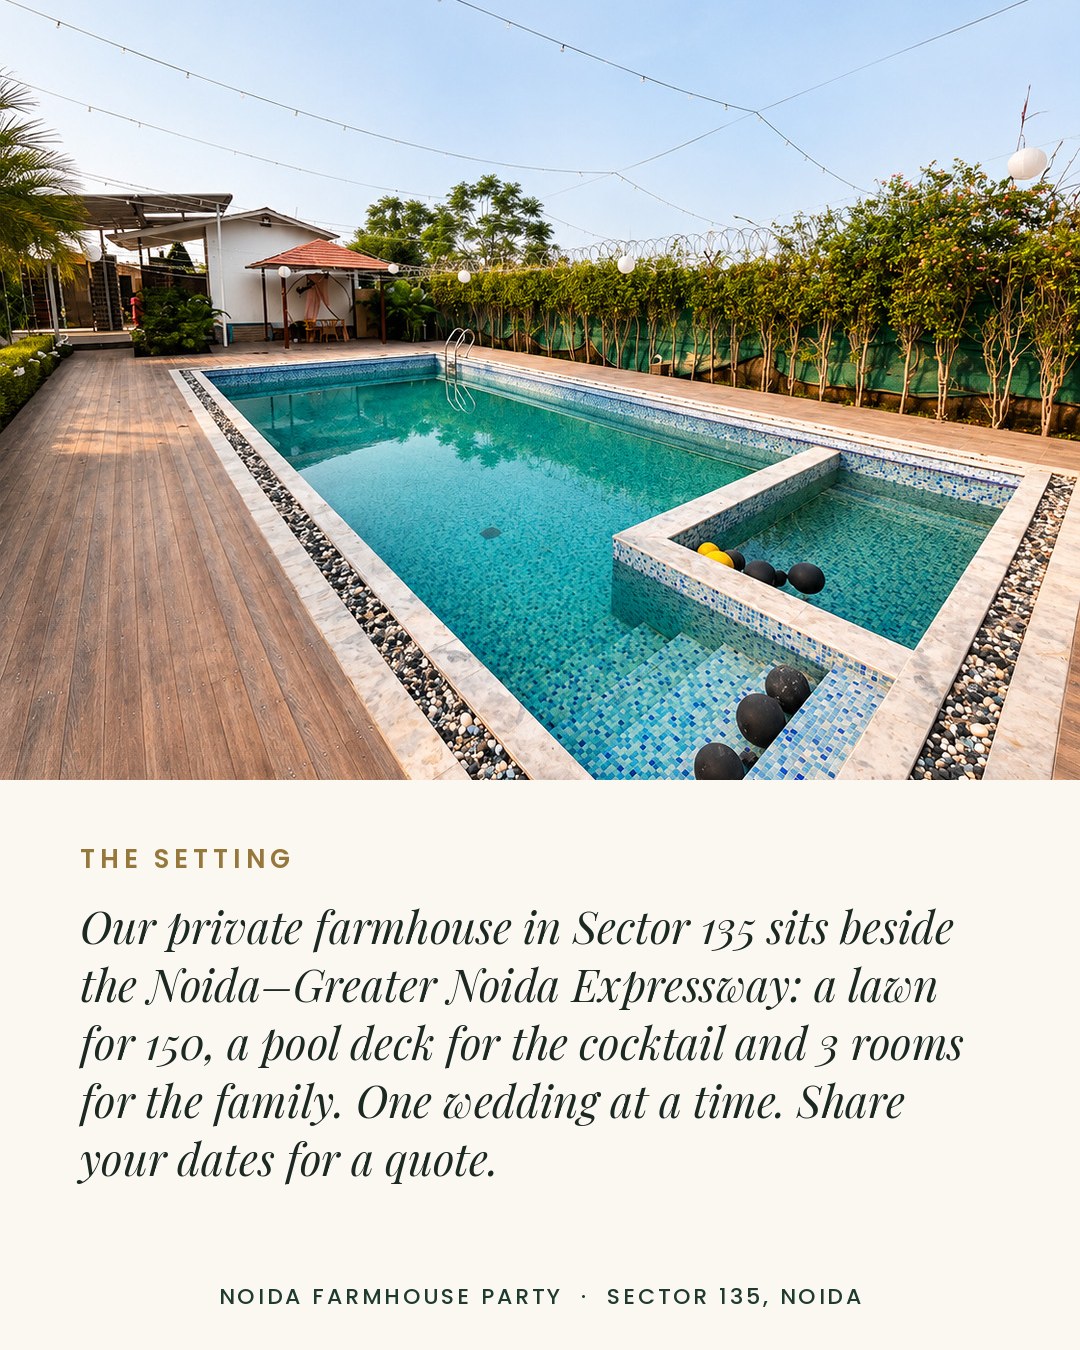 THE SETTING
Our private farmhouse in Sector 135 sits beside
the Noida–Greater Noida Expressway: a lawn
for 150, a pool deck for the cocktail and 3 rooms
for the family. One wedding at a time. Share
your dates for a quote.
NOIDA FARMHOUSE PARTY · SECTOR 135, NOIDA